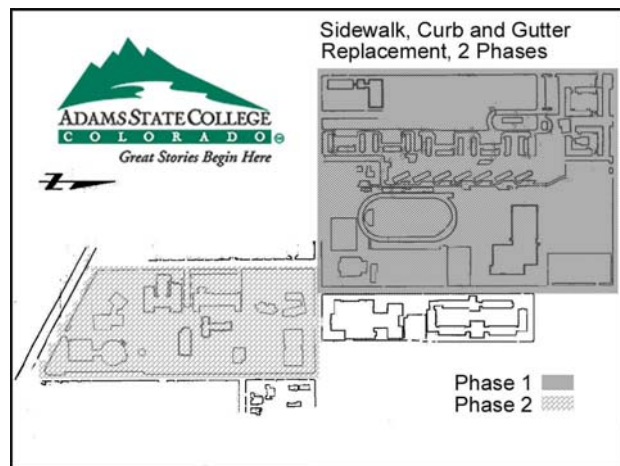 Sidewalk, Curb and Gutter
Replacement, 2 Phases
ADAMS STATE COLLEGE
COLORADO
Great Stories Begin Here
Z
Phase 1
Phase 2